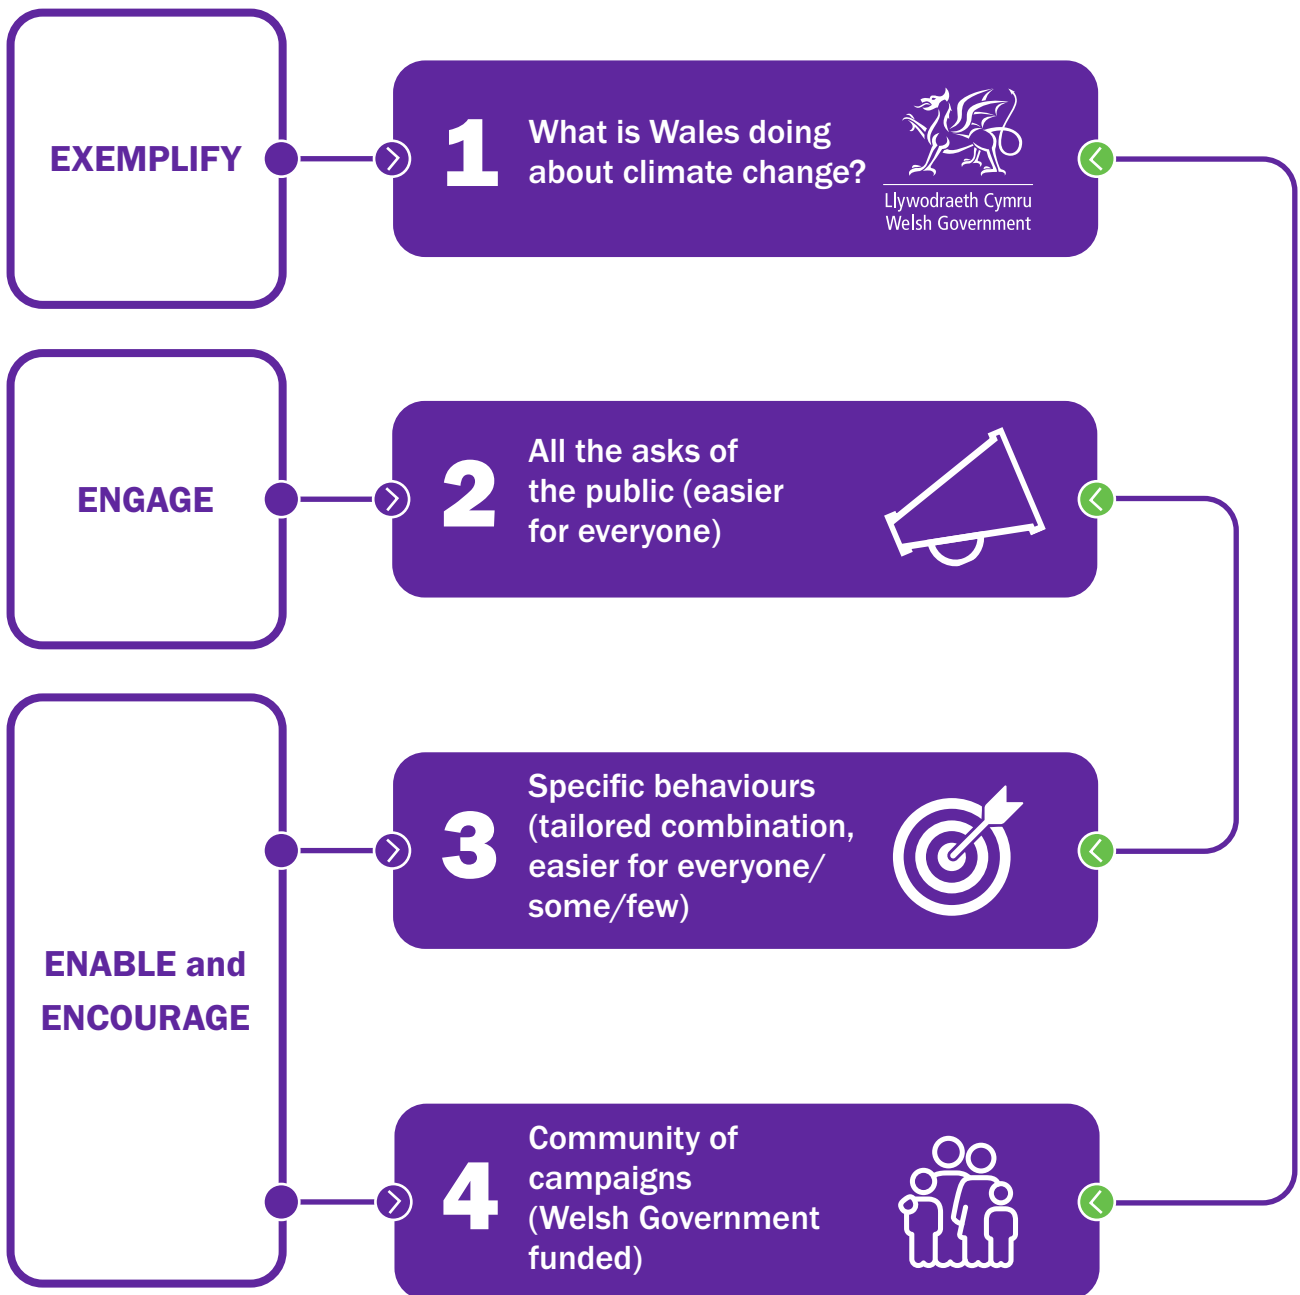 EXEMPLIFY
1
What is Wales doing
about climate change?
Llywodraeth Cymru
Welsh Government
ENGAGE
2
All the asks of
the public (easier
for everyone)
ENABLE and
ENCOURAGE
3
Specific behaviours
(tailored combination,
easier for everyone/
some/few)
4
Community of
campaigns
(Welsh Government
funded)